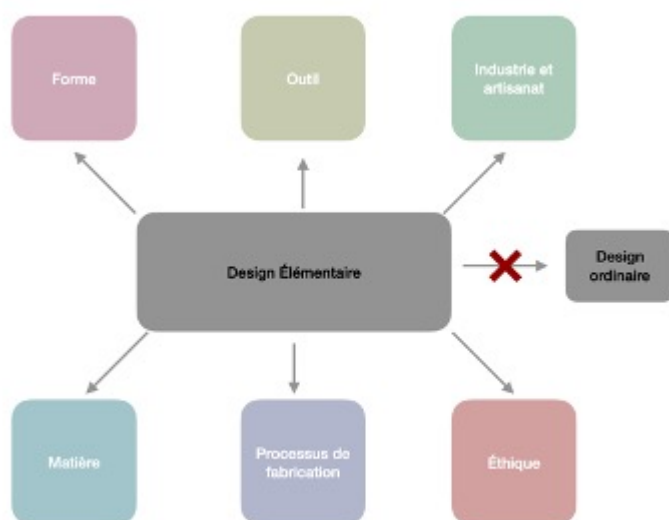 Forme
Outil
Industrie et
artisanat
Design Élémentaire
Design
ordinaire
Matière
Processus de
fabrication
Éthique